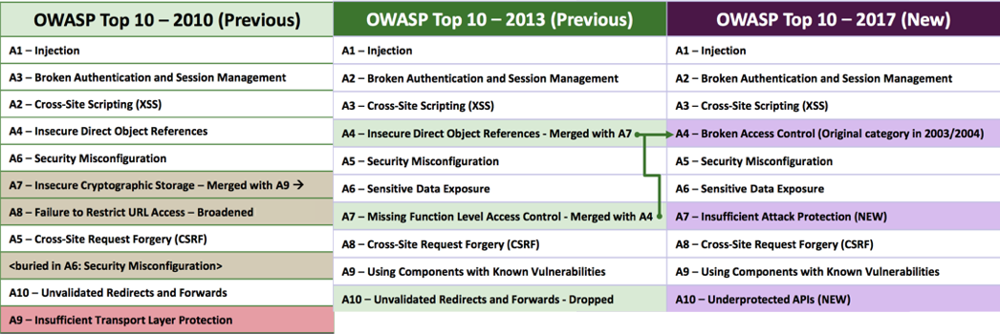 OWASP Top 10 – 2010 (Previous)
OWASP Top 10 – 2013 (Previous)
OWASP Top 10 – 2017 (New)
A1 – Injection
A1 – Injection
A1 – Injection
A3 – Broken Authentication and Session Management
A2 – Broken Authentication and Session Management
A2 – Broken Authentication and Session Management
A2 – Cross-Site Scripting (XSS)
A3 – Cross-Site Scripting (XSS)
A3 – Cross-Site Scripting (XSS)
A4 – Insecure Direct Object References
A4 – Insecure Direct Object References - Merged with A7
A4 – Broken Access Control (Original category in 2003/2004)
A6 – Security Misconfiguration
A5 – Security Misconfiguration
A5 – Security Misconfiguration
A7 – Insecure Cryptographic Storage – Merged with A9 →
A6 – Sensitive Data Exposure
A6 – Sensitive Data Exposure
A8 – Failure to Restrict URL Access – Broadened
A7 – Missing Function Level Access Control - Merged with A4
A7 – Insufficient Attack Protection (NEW)
A5 – Cross-Site Request Forgery (CSRF)
A8 – Cross-Site Request Forgery (CSRF)
A8 – Cross-Site Request Forgery (CSRF)
<buried in A6: Security Misconfiguration>
A9 – Using Components with Known Vulnerabilities
A9 – Using Components with Known Vulnerabilities
A10 – Unvalidated Redirects and Forwards
A10 – Unvalidated Redirects and Forwards - Dropped
A10 – Underprotected APIs (NEW)
A9 – Insufficient Transport Layer Protection